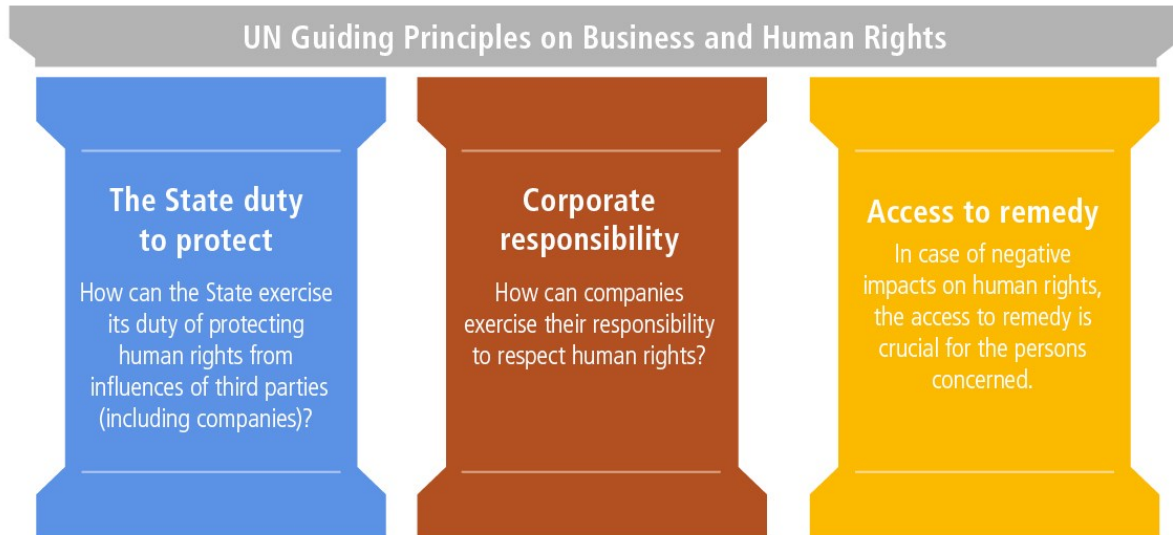 UN Guiding Principles on Business and Human Rights
The State duty
to protect
How can the State exercise
its duty of protecting
human rights from
influences of third parties
(including companies)?
Corporate
responsibility
How can companies
exercise their responsibility
to respect human rights?
Access to remedy
In case of negative
impacts on human rights,
the access to remedy is
crucial for the persons
concerned.